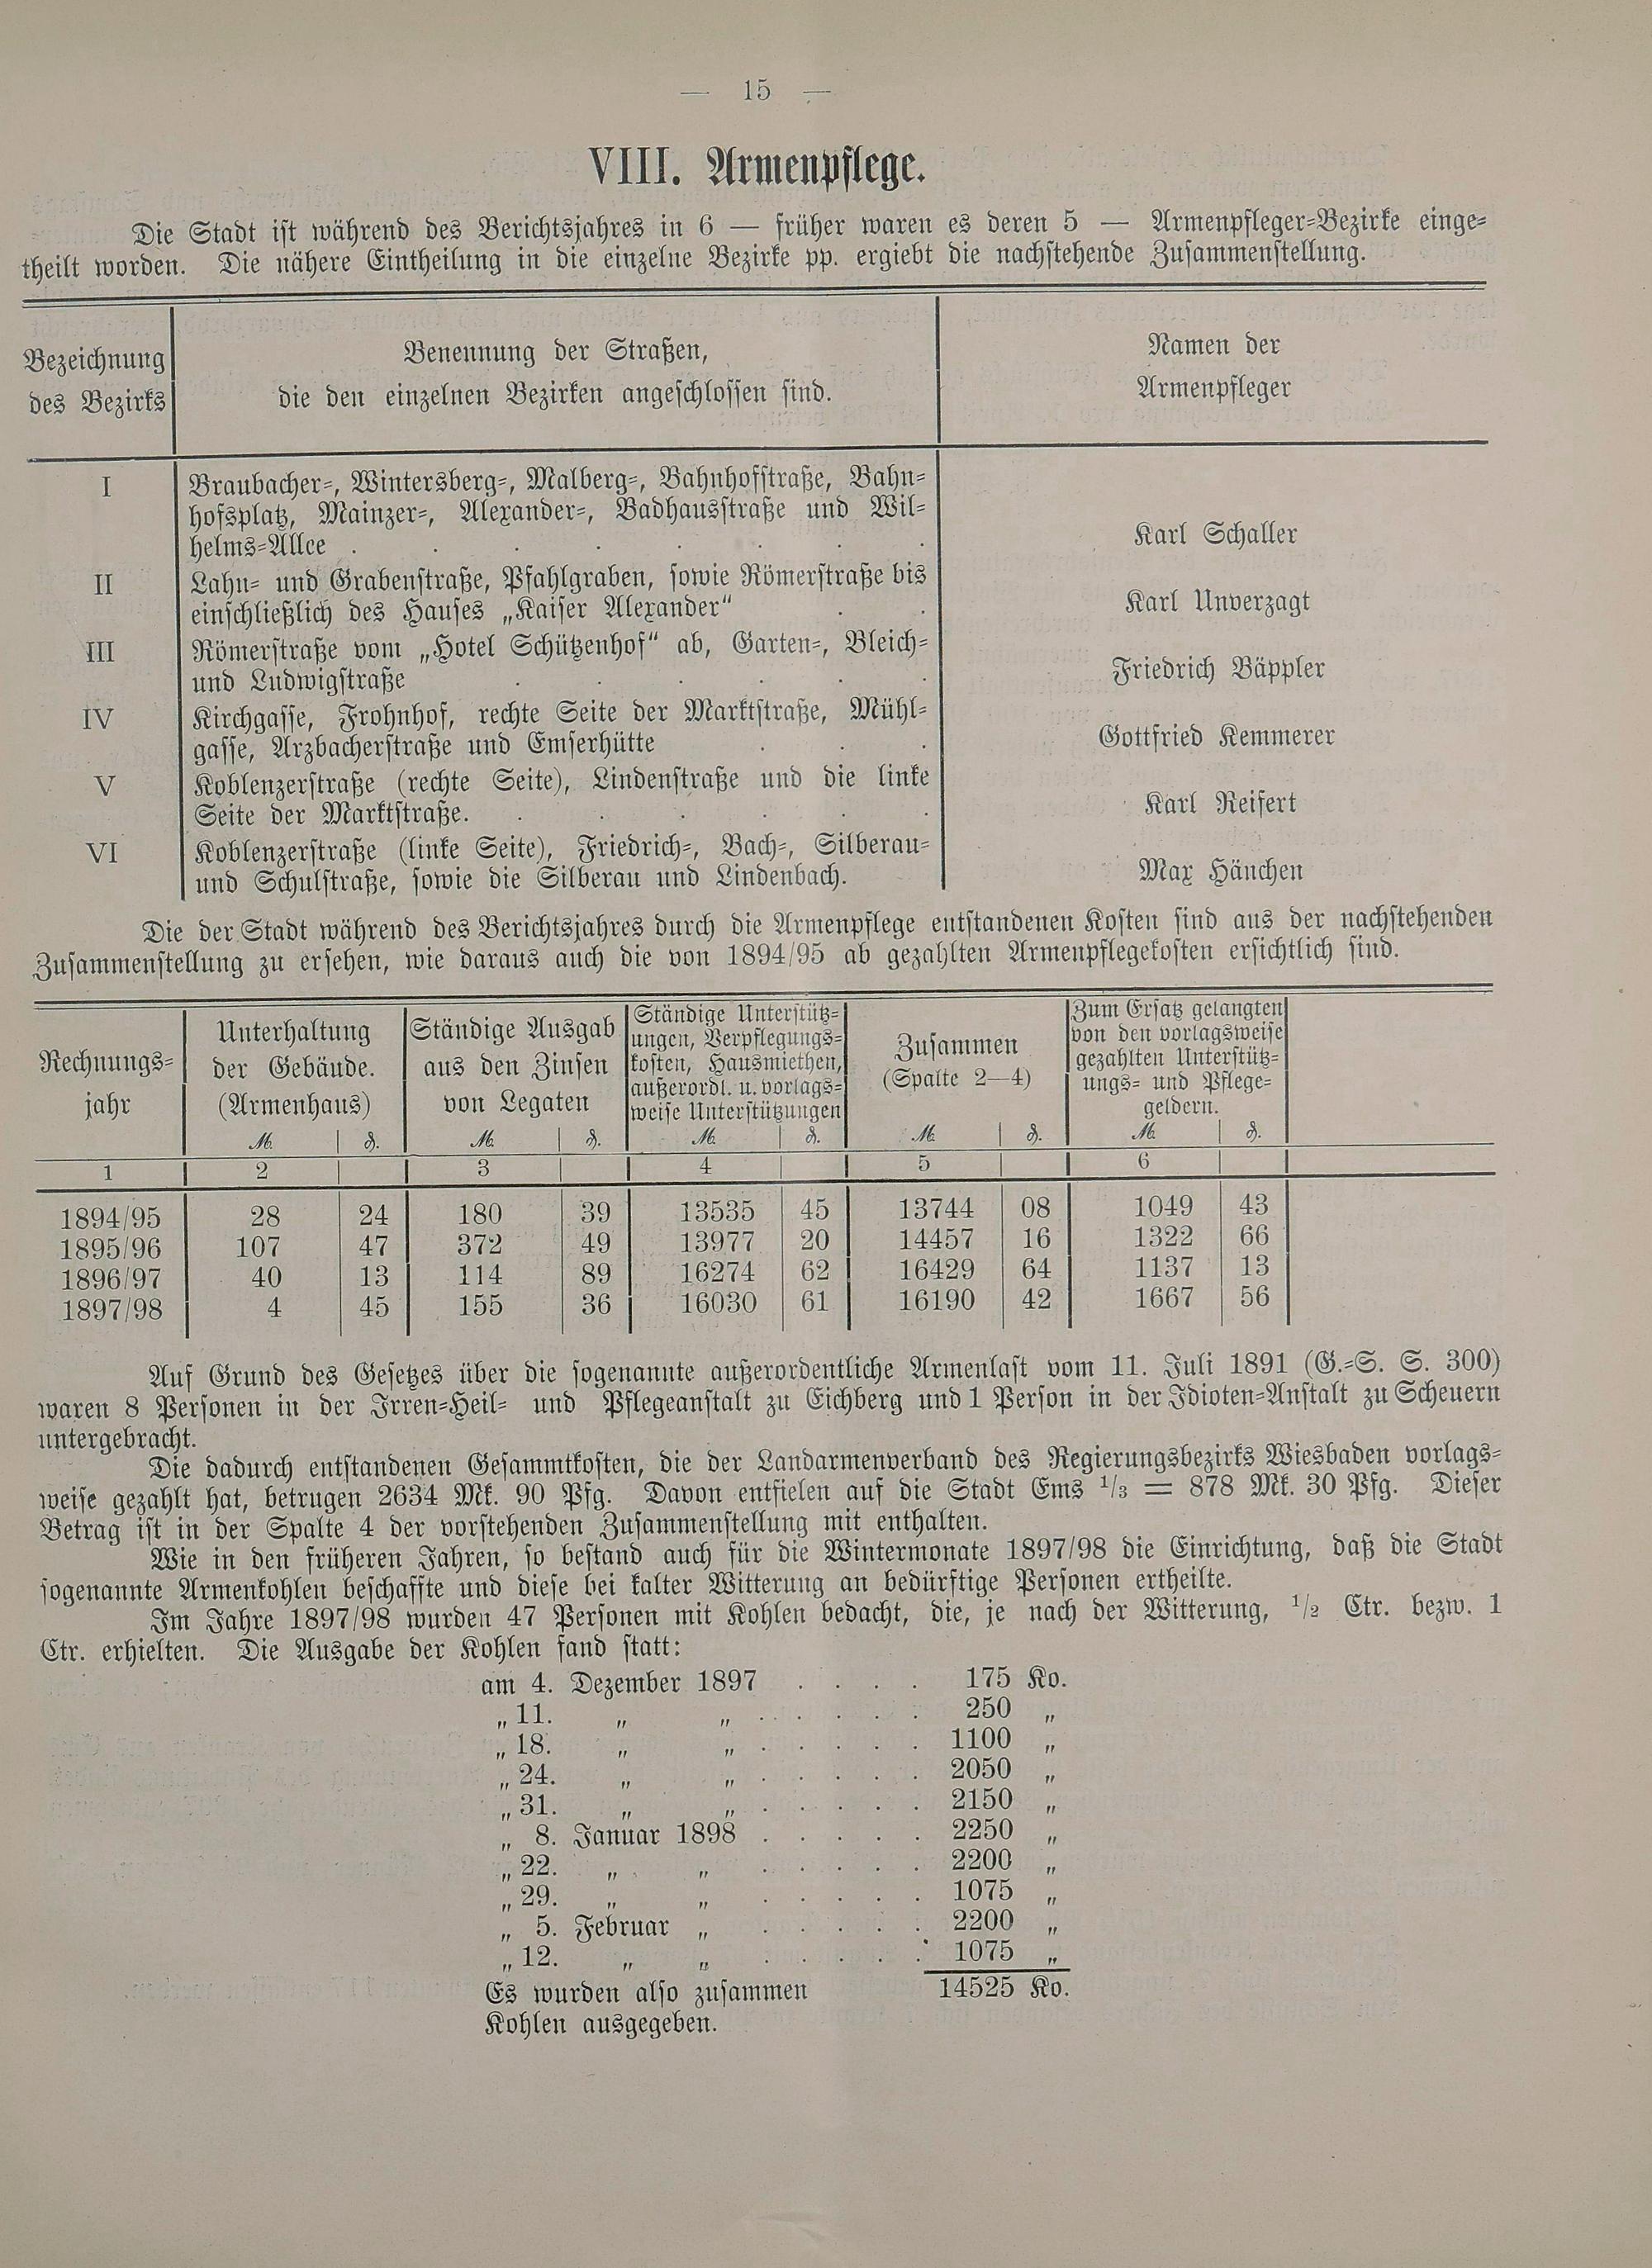 — 15 —
VIII. Armenpflege.
Die Stadt ist während des Berichtsjahres in 6 — früher waren es deren 5 — Armenpfleger-Bezirke einge-
theilt worden. Die nähere Eintheilung in die einzelne Bezirke pp. ergiebt die nachstehende Zusammenstellung.
Bezeichnung
des Bezirks
Benennung der Straßen,
die den einzelnen Bezirken angeschlossen sind.
Namen der
Armenpfleger
I Braubacher-, Wintersberg-, Malberg-, Bahnhofstraße, Bahn-
hofsplatz, Mainzer-, Alexander-, Badhausstraße und Wil-
helms-Allee . . . . . . . . Karl Schaller
II Lahn- und Grabenstraße, Pfahlgraben, sowie Römerstraße bis
einschließlich des Hauses „Kaiser Alexander“ . . Karl Unverzagt
III Römerstraße vom „Hotel Schützenhof“ ab, Garten-, Bleich-
und Ludwigstraße . . . . . . Friedrich Bäppler
IV Kirchgasse, Frohnhof, rechte Seite der Marktstraße, Mühl-
gasse, Arzbacherstraße und Emserhütte . . . Gottfried Kemmerer
V Koblenzerstraße (rechte Seite), Lindenstraße und die linke
Seite der Marktstraße. . . . . . Karl Reifert
VI Koblenzerstraße (linke Seite), Friedrich-, Bach-, Silberau-
und Schulstraße, sowie die Silberau und Lindenbach. Max Hänchen
Die der Stadt während des Berichtsjahres durch die Armenpflege entstandenen Kosten sind aus der nachstehenden
Zusammenstellung zu ersehen, wie daraus auch die von 1894/95 ab gezahlten Armenpflegekosten ersichtlich sind.
Rechnungs-
jahr
Unterhaltung
der Gebäude.
(Armenhaus)
Ständige Ausgab
aus den Zinsen
von Legaten
Ständige Unterstütz-
ungen, Verpflegungs-
kosten, Hausmiethen,
außerordl. u. vorlags-
weise Unterstützungen
Zusammen
(Spalte 2—4)
Zum Ersatz gelangten
von den vorlagsweise
gezahlten Unterstütz-
ungs- und Pflege-
geldern.
M. ₰. M. ₰. M. ₰. M. ₰. M. ₰.
1 2 3 4 5 6
1894/95 28 24 180 39 13535 45 13744 08 1049 43
1895/96 107 47 372 49 13977 20 14457 16 1322 66
1896/97 40 13 114 89 16274 62 16429 64 1137 13
1897/98 4 45 155 36 16030 61 16190 42 1667 56
Auf Grund des Gesetzes über die sogenannte außerordentliche Armenlast vom 11. Juli 1891 (G.-S. S. 300)
waren 8 Personen in der Irren-Heil- und Pflegeanstalt zu Eichberg und 1 Person in der Idioten-Anstalt zu Scheuern
untergebracht.
Die dadurch entstandenen Gesammtkosten, die der Landarmenverband des Regierungsbezirks Wiesbaden vorlags-
weise gezahlt hat, betrugen 2634 Mk. 90 Pfg. Davon entfielen auf die Stadt Ems 1/3 = 878 Mk. 30 Pfg. Dieser
Betrag ist in der Spalte 4 der vorstehenden Zusammenstellung mit enthalten.
Wie in den früheren Jahren, so bestand auch für die Wintermonate 1897/98 die Einrichtung, daß die Stadt
sogenannte Armenkohlen beschaffte und diese bei kalter Witterung an bedürftige Personen ertheilte.
Im Jahre 1897/98 wurden 47 Personen mit Kohlen bedacht, die, je nach der Witterung, 1/2 Ctr. bezw. 1
Ctr. erhielten. Die Ausgabe der Kohlen fand statt:
am 4. Dezember 1897 . . . . 175 Ko.
„ 11. „ „ . . . . . . 250 „
„ 18. „ „ . . . . . 1100 „
„ 24. „ „ . . . . . 2050 „
„ 31. „ „ . . . . . 2150 „
„ 8. Januar 1898 . . . . . 2250 „
„ 22. „ „ . . . . . 2200 „
„ 29. „ „ . . . . . 1075 „
„ 5. Februar „ . . . . . 2200 „
„ 12. „ „ . . . . . 1075 „
Es wurden also zusammen 14525 Ko.
Kohlen ausgegeben.